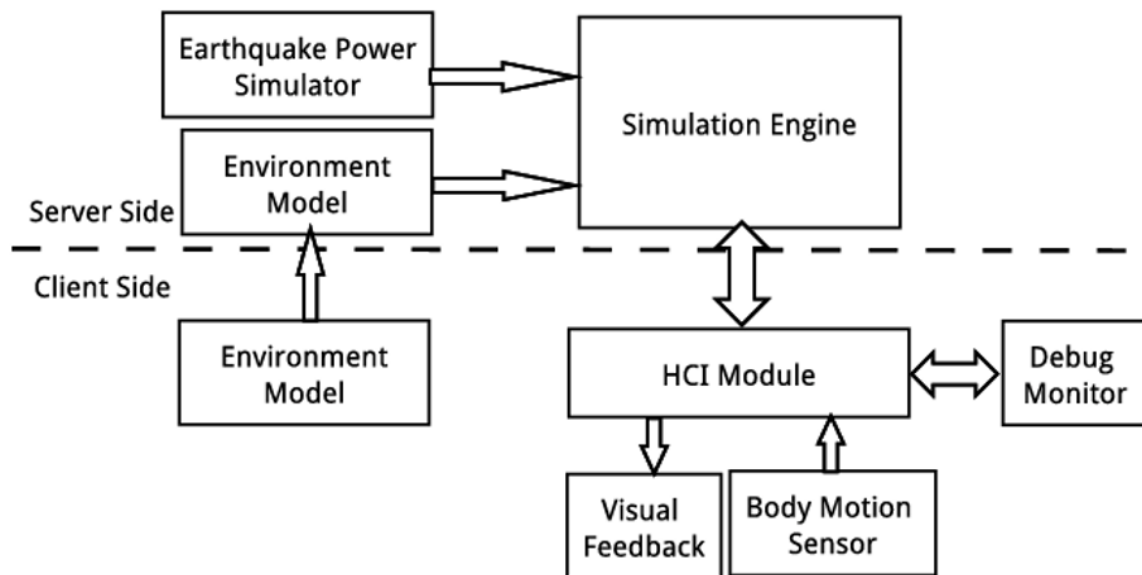 Earthquake Power
Simulator
Simulation Engine
Environment
Model
Server Side
Client Side
Environment
Model
HCI Module
Debug
Monitor
Visual
Feedback
Body Motion
Sensor